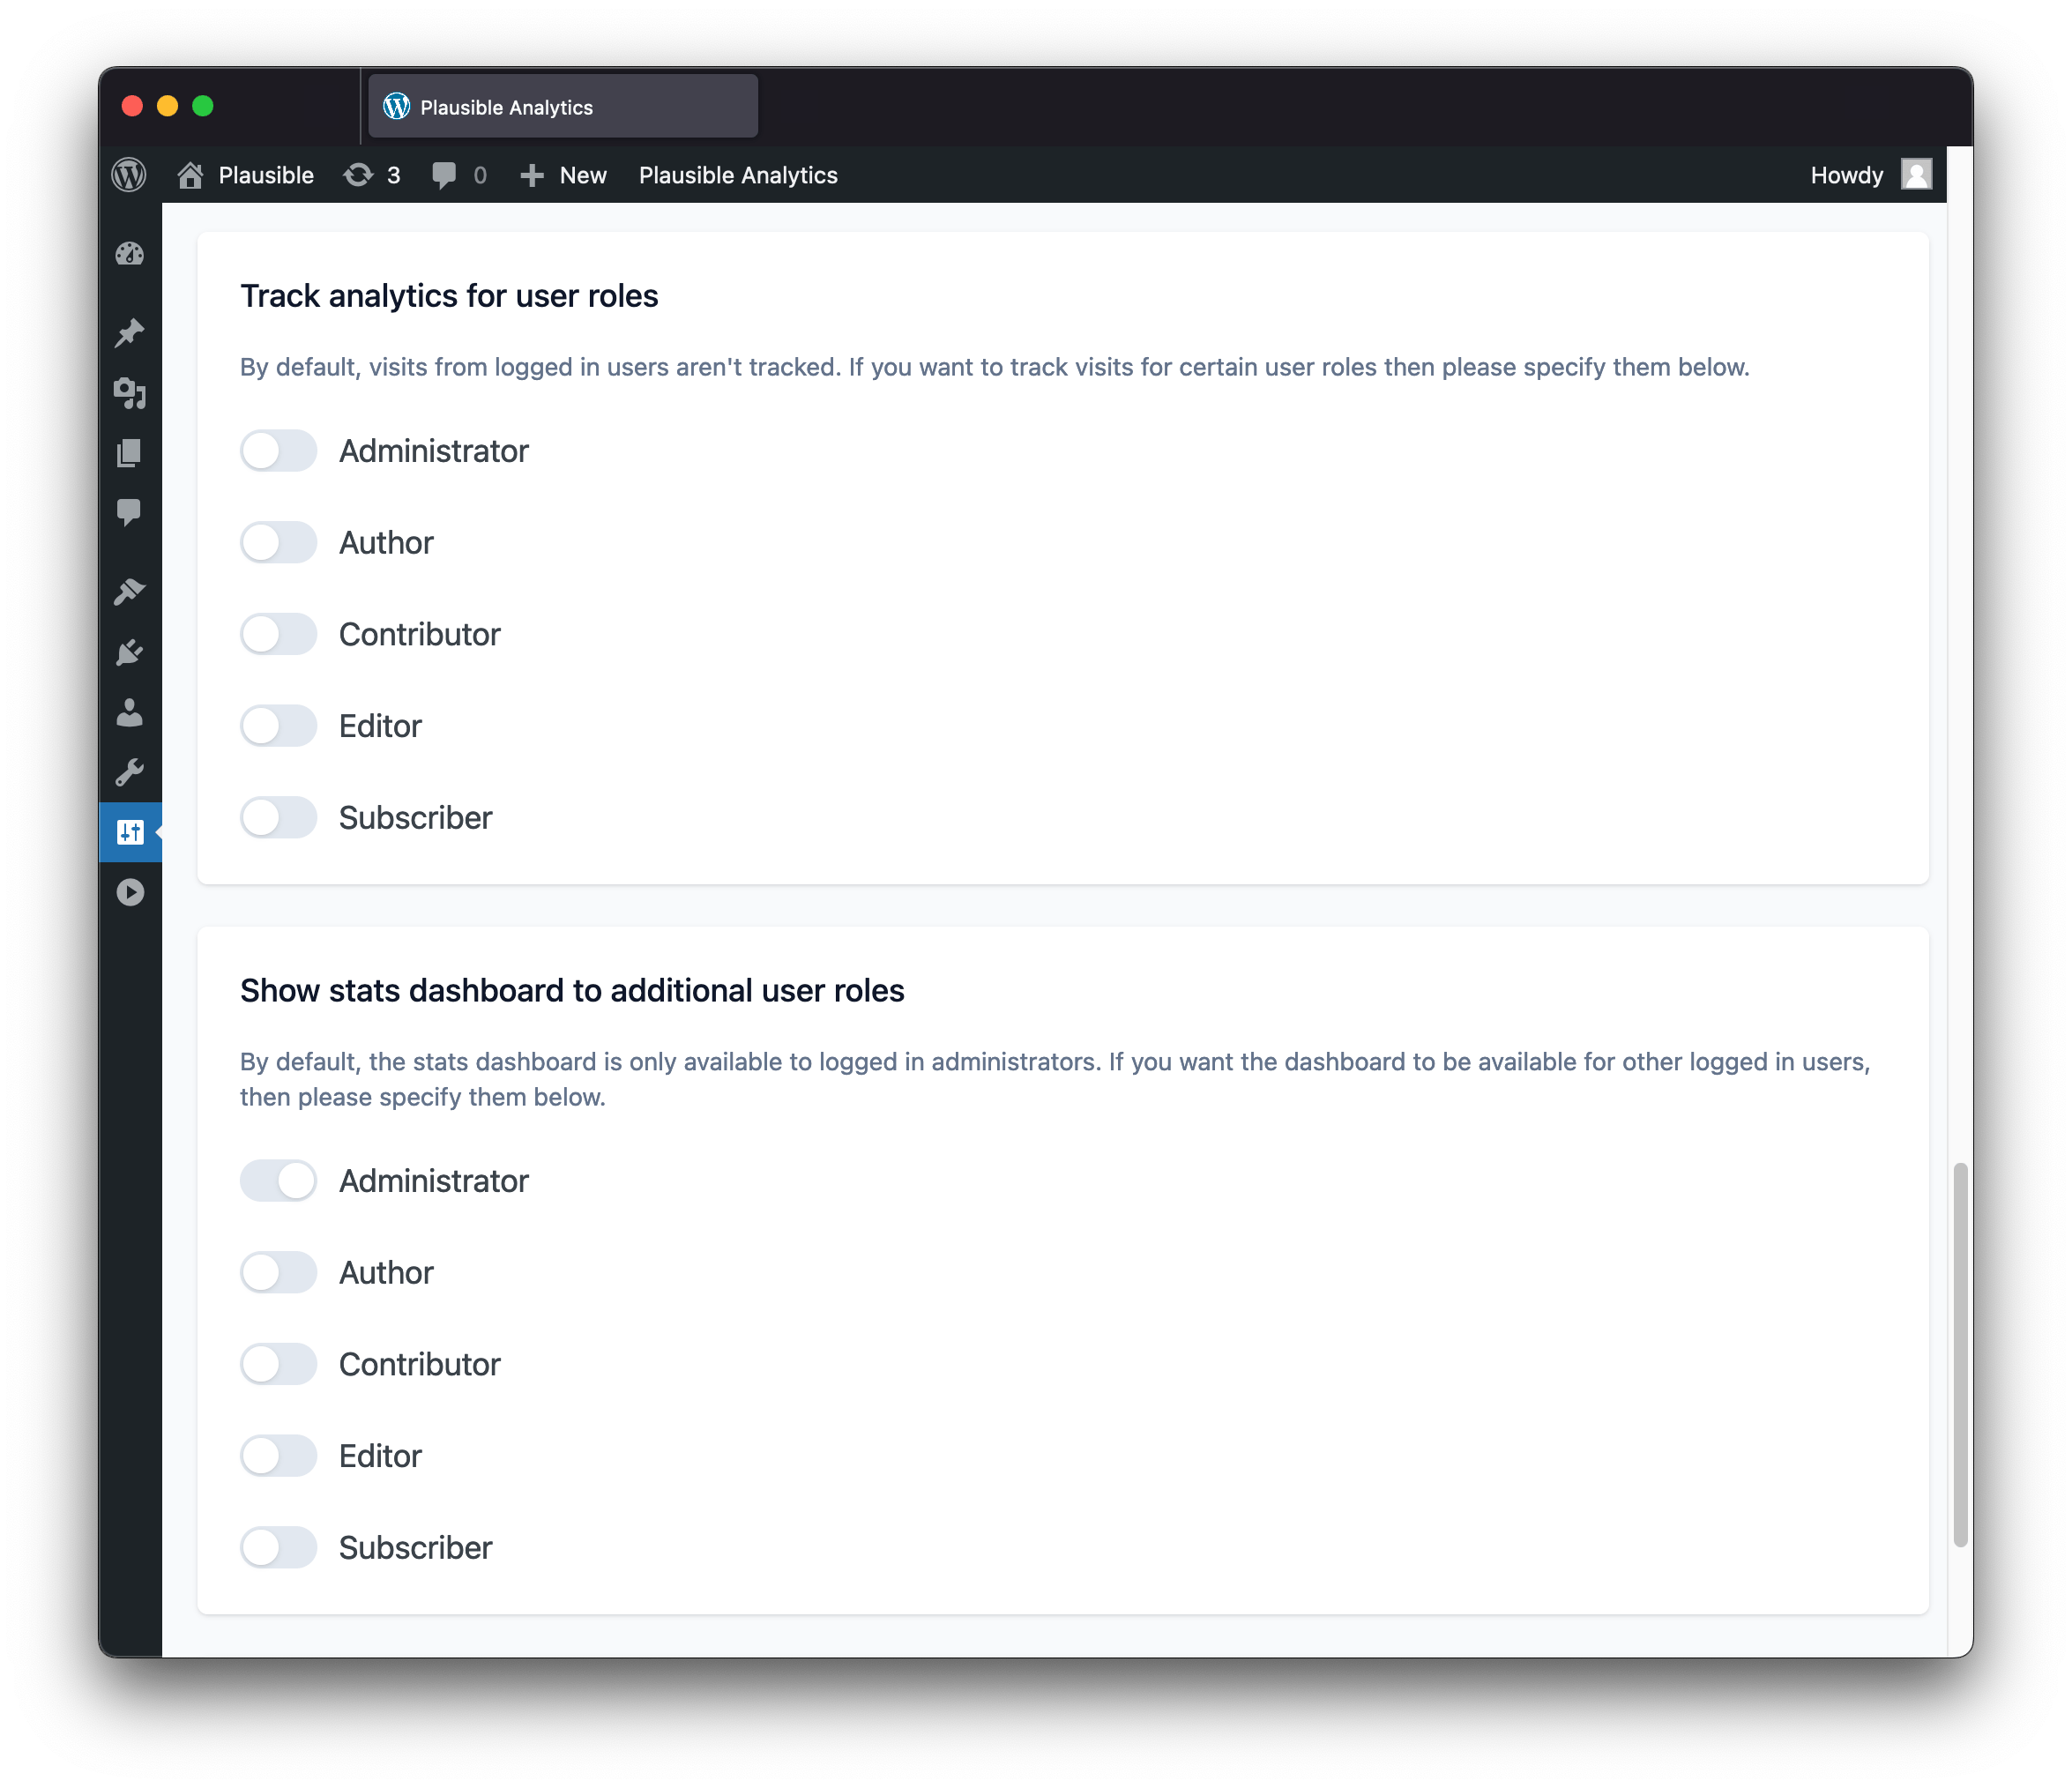 Plausible Analytics
Plausible 3 0 New Plausible Analytics Howdy
Track analytics for user roles
By default, visits from logged in users aren't tracked. If you want to track visits for certain user roles then please specify them below.
Administrator
Author
Contributor
Editor
Subscriber
Show stats dashboard to additional user roles
By default, the stats dashboard is only available to logged in administrators. If you want the dashboard to be available for other logged in users,
then please specify them below.
Administrator
Author
Contributor
Editor
Subscriber